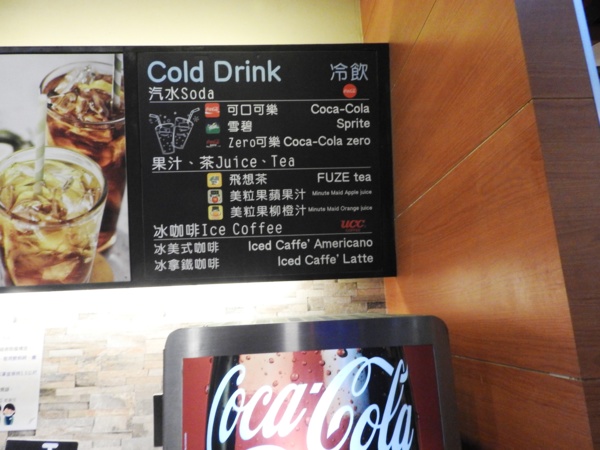 Cold Drink 冷飲
汽水Soda
可口可樂 Coca-Cola
雪碧 Sprite
Zero可樂 Coca-Cola zero
果汁、茶Juice、Tea
飛想茶 FUZE tea
美粒果蘋果汁 Minute Maid Apple juice
美粒果柳橙汁 Minute Maid Orange juice
冰咖啡Ice Coffee UCC
冰美式咖啡 Iced Caffe' Americano
冰拿鐵咖啡 Iced Caffe' Latte
Coca-Cola